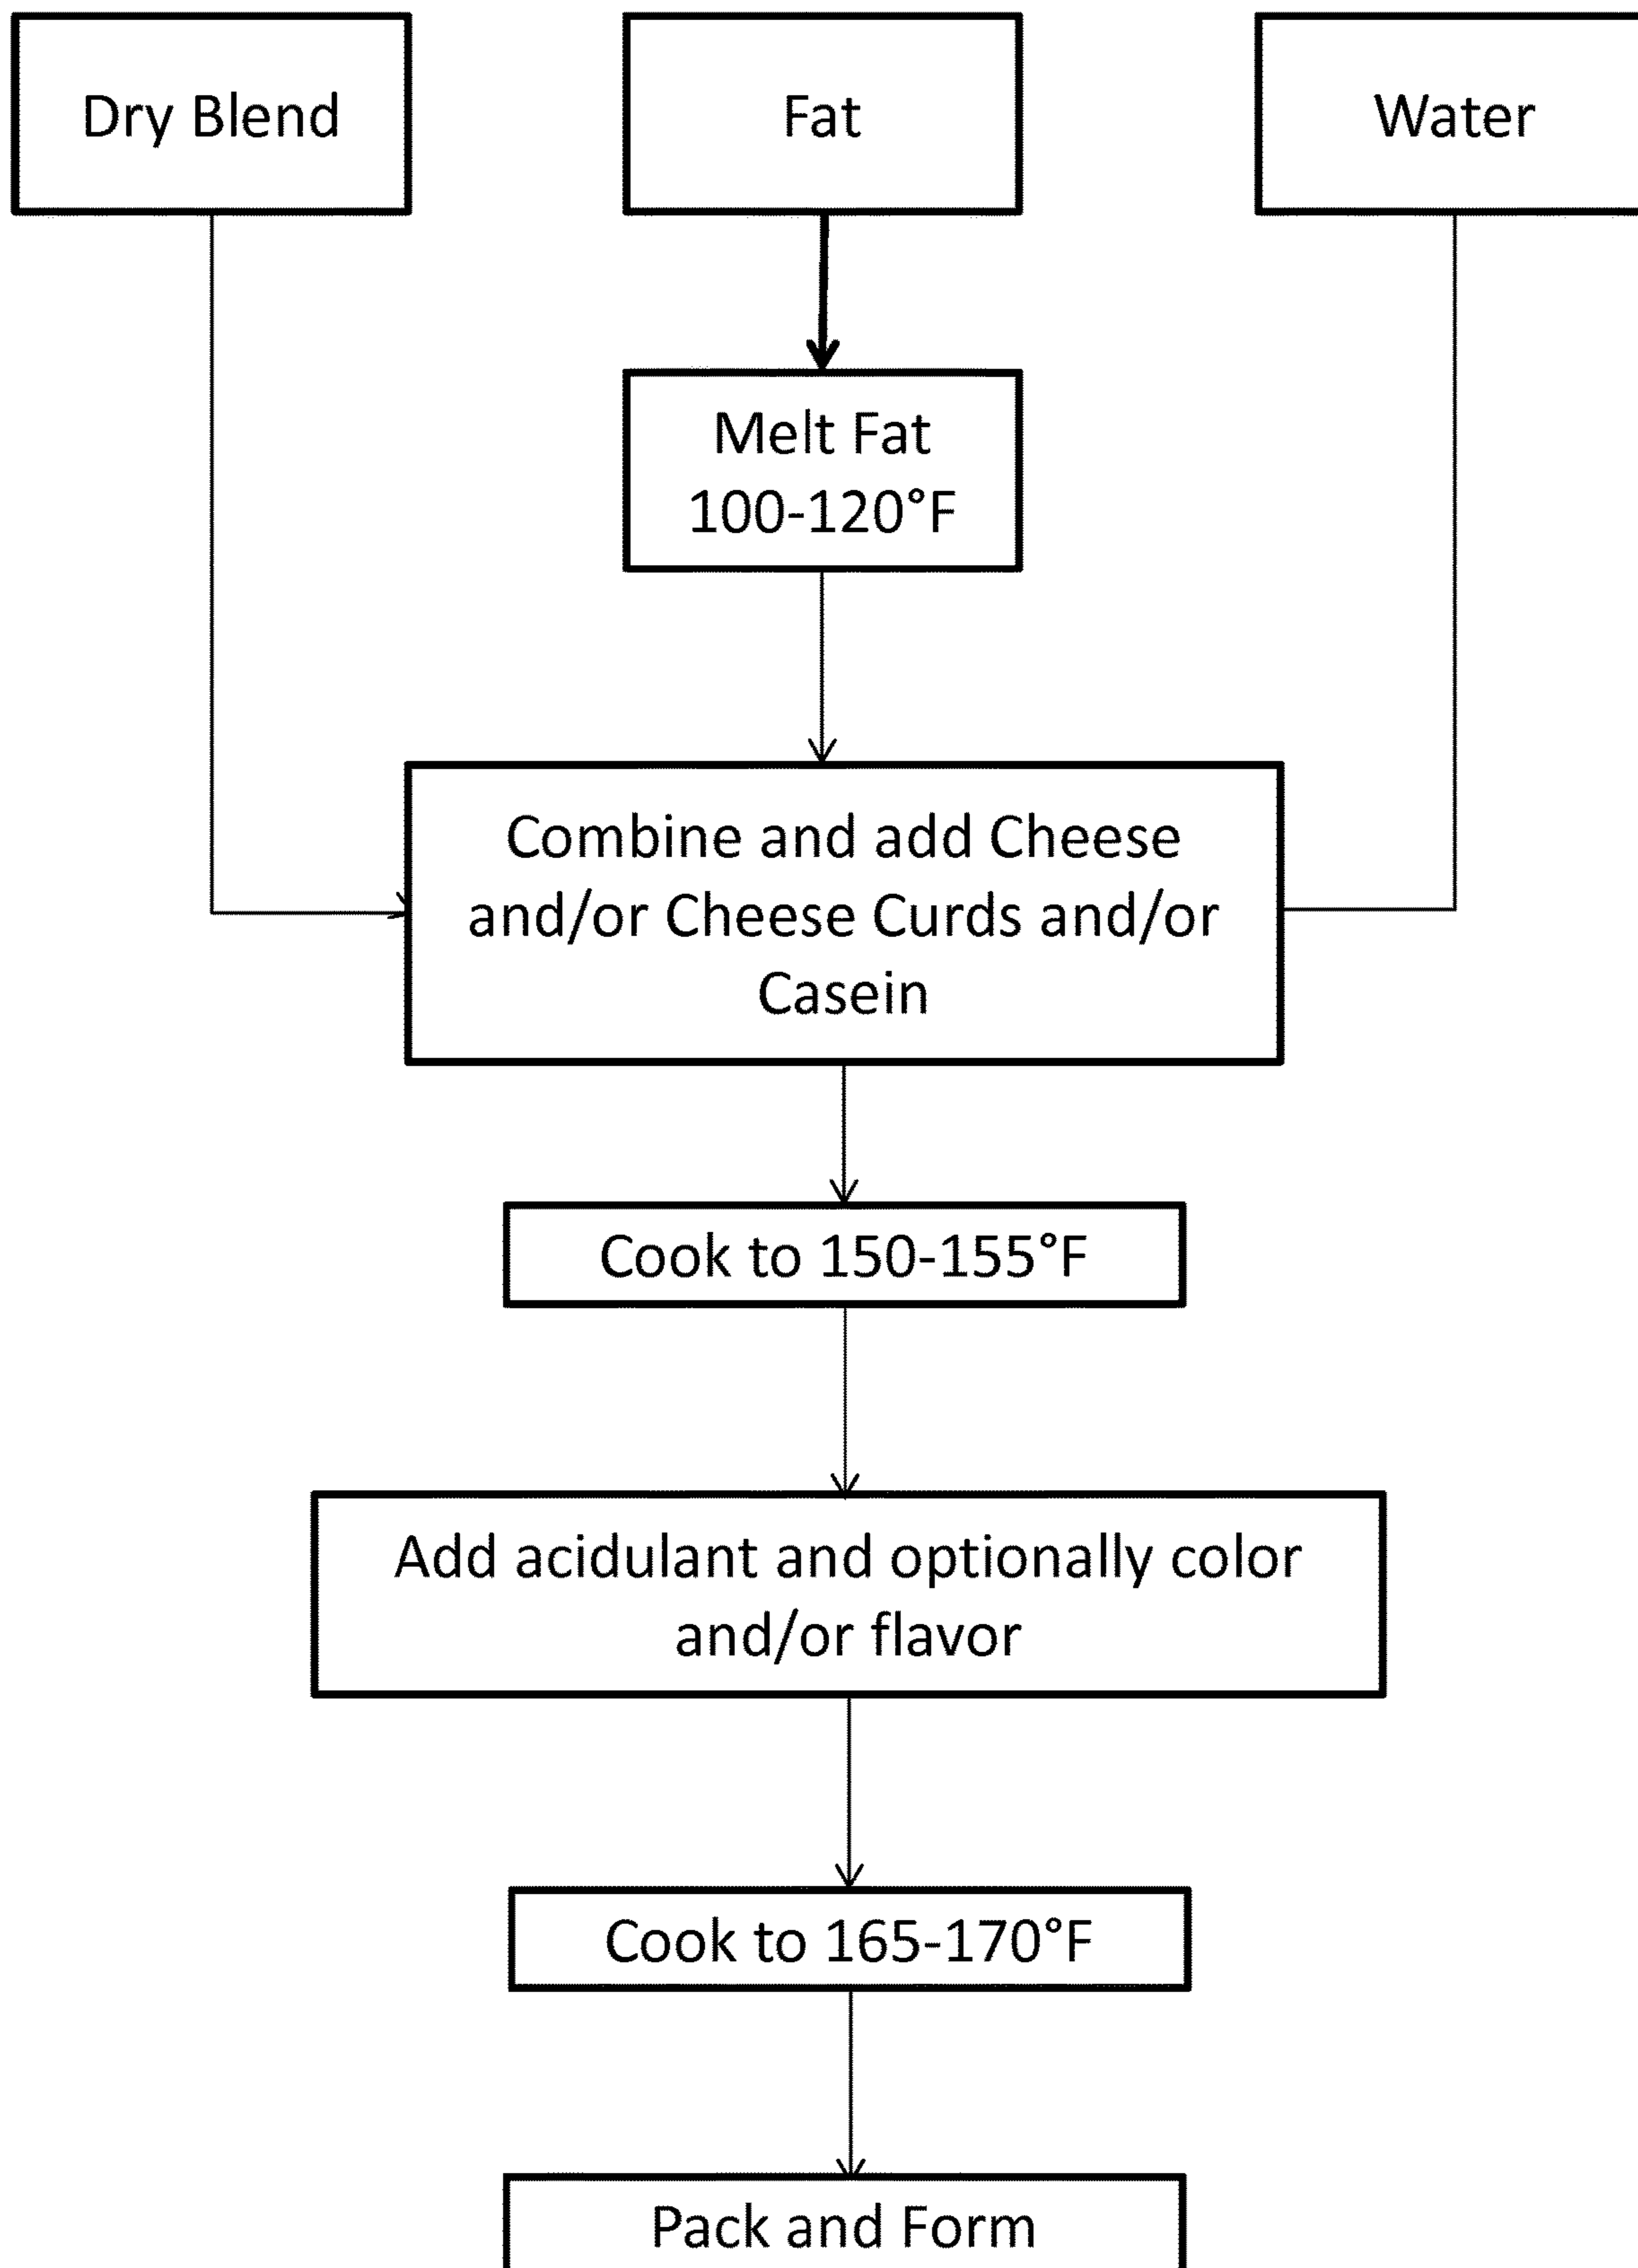 Dry Blend
Fat
Water
Melt Fat
100-120°F
Combine and add Cheese
and/or Cheese Curds and/or
Casein
Cook to 150-155°F
Add acidulant and optionally color
and/or flavor
Cook to 165-170°F
Pack and Form